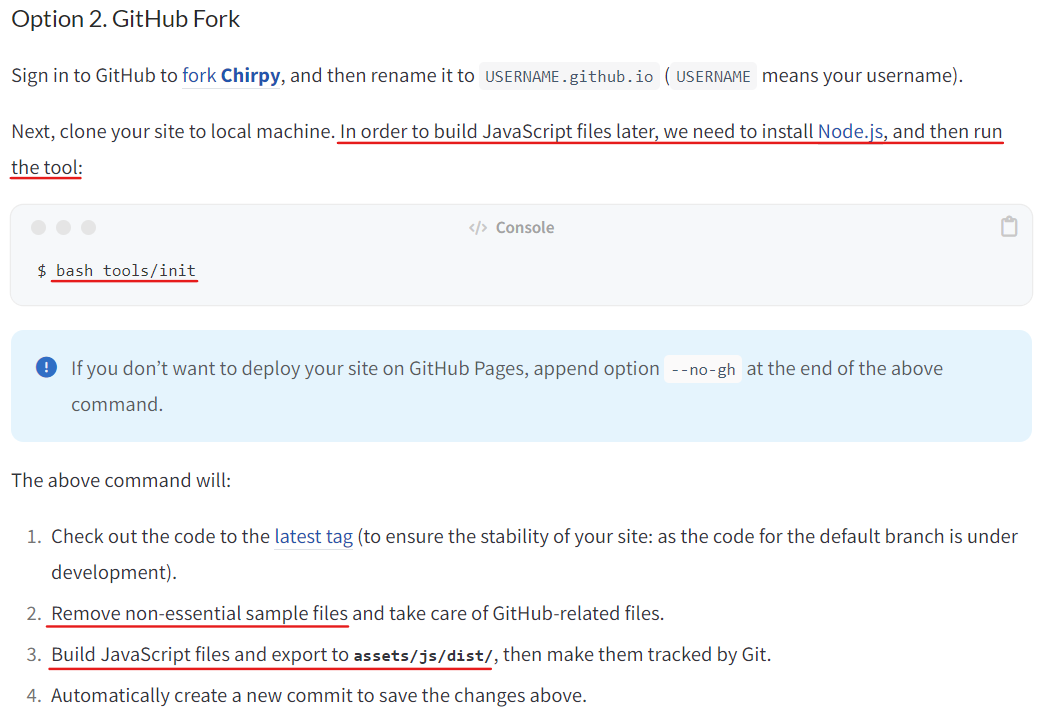 Option 2. GitHub Fork
Sign in to GitHub to fork Chirpy, and then rename it to USERNAME.github.io ( USERNAME means your username).
Next, clone your site to local machine. In order to build JavaScript files later, we need to install Node.js, and then run
the tool:
</> Console
$ bash tools/init
! If you don’t want to deploy your site on GitHub Pages, append option --no-gh at the end of the above
command.
The above command will:
1. Check out the code to the latest tag (to ensure the stability of your site: as the code for the default branch is under
development).
2. Remove non-essential sample files and take care of GitHub-related files.
3. Build JavaScript files and export to assets/js/dist/, then make them tracked by Git.
4. Automatically create a new commit to save the changes above.